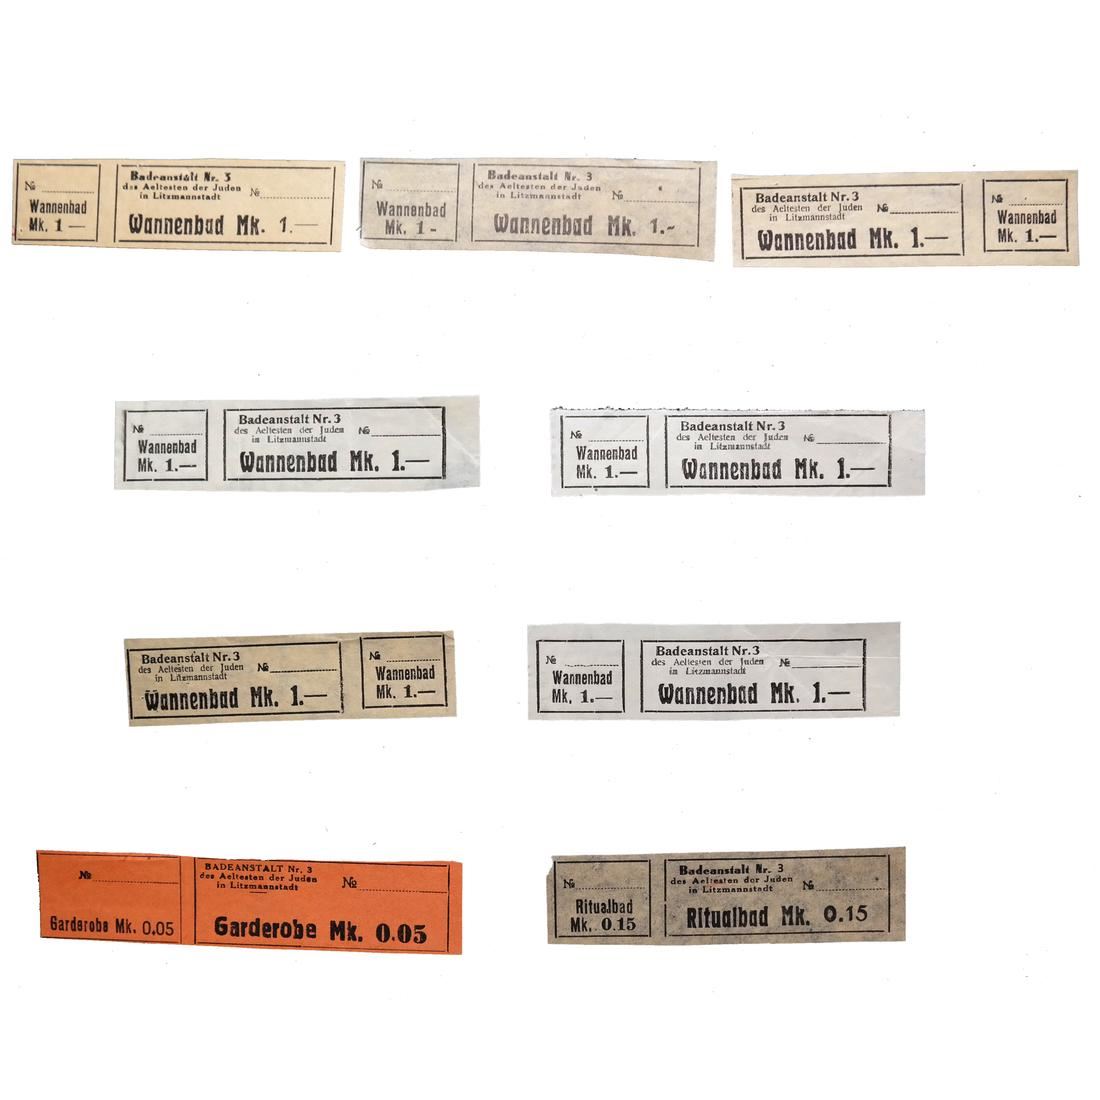 №
Wannenbad
Mk. 1 —
Badeanstalt Nr. 3
des Aeltesten der Juden
in Litzmannstadt
№
Wannenbad Mk. 1.—
№
Wannenbad
Mk. 1 -
Badeanstalt Nr. 3
des Aeltesten der Juden
in Litzmannstadt
№
Wannenbad Mk. 1.-
Badeanstalt Nr. 3
des Aeltesten der Juden
in Litzmannstadt
№
Wannenbad Mk. 1.—
№
Wannenbad
Mk. 1.—
№
Wannenbad
Mk. 1.—
Badeanstalt Nr. 3
des Aeltesten der Juden
in Litzmannstadt
№
Wannenbad Mk. 1.—
№
Wannenbad
Mk. 1.—
Badeanstalt Nr. 3
des Aeltesten der Juden
in Litzmannstadt
№
Wannenbad Mk. 1.—
Badeanstalt Nr. 3
des Aeltesten der Juden
in Litzmannstadt
№
Wannenbad Mk. 1.—
№
Wannenbad
Mk. 1.—
№
Wannenbad
Mk. 1.—
Badeanstalt Nr. 3
des Aeltesten der Juden
in Litzmannstadt
№
Wannenbad Mk. 1.—
№
Garderobe Mk. 0.05
BADEANSTALT Nr. 3
des Aeltesten der Juden
in Litzmannstadt
№
Garderobe Mk. 0.05
№
Ritualbad
Mk. 0.15
Badeanstalt Nr. 3
des Aeltesten der Juden
in Litzmannstadt
№
Ritualbad Mk. 0.15